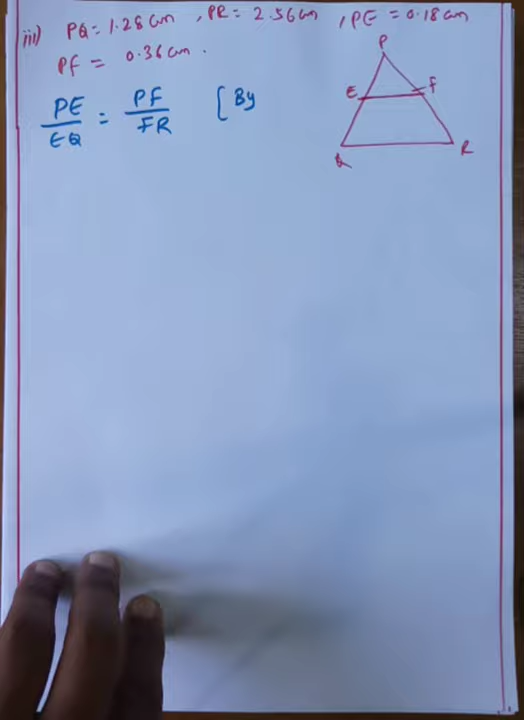 iii) PQ = 1.28 cm , PR = 2.56 cm , PE = 0.18 cm
PF = 0.36 cm .
PE/EQ = PF/FR [ By
P
E F
Q R